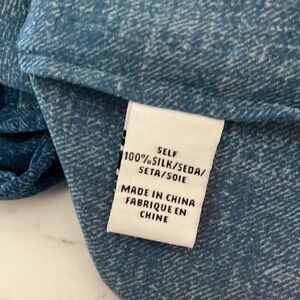 SELF
100%SILK/SEDA/
SETA/SOIE
MADE IN CHINA
FABRIQUE EN
CHINE